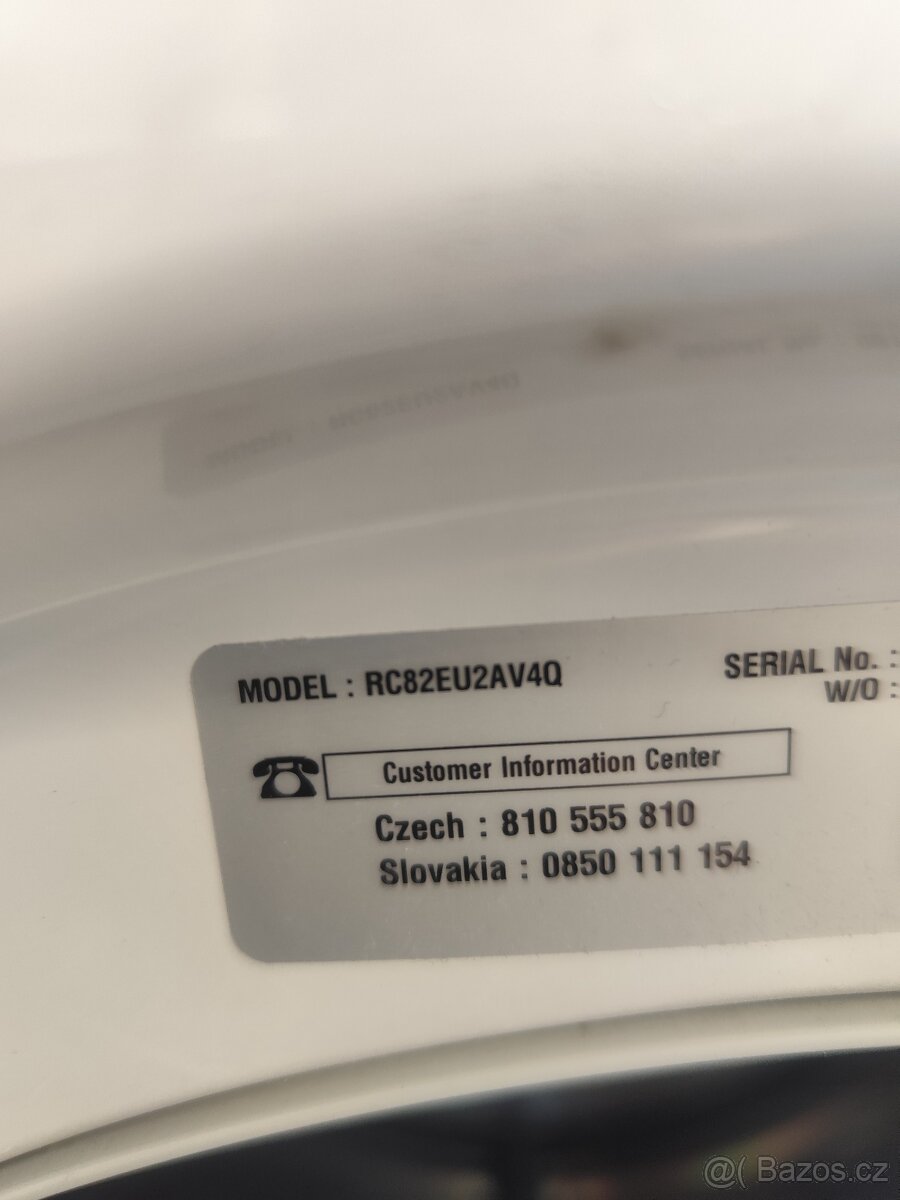 MODEL : RC82EU2AV4Q
SERIAL No. :
W/O :
Customer Information Center
Czech : 810 555 810
Slovakia : 0850 111 154
@( Bazos.cz